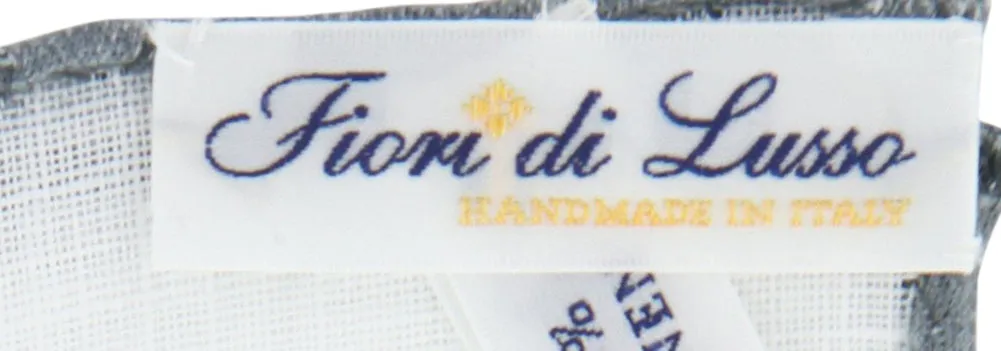 Fiori di Lusso
HANDMADE IN ITALY
%